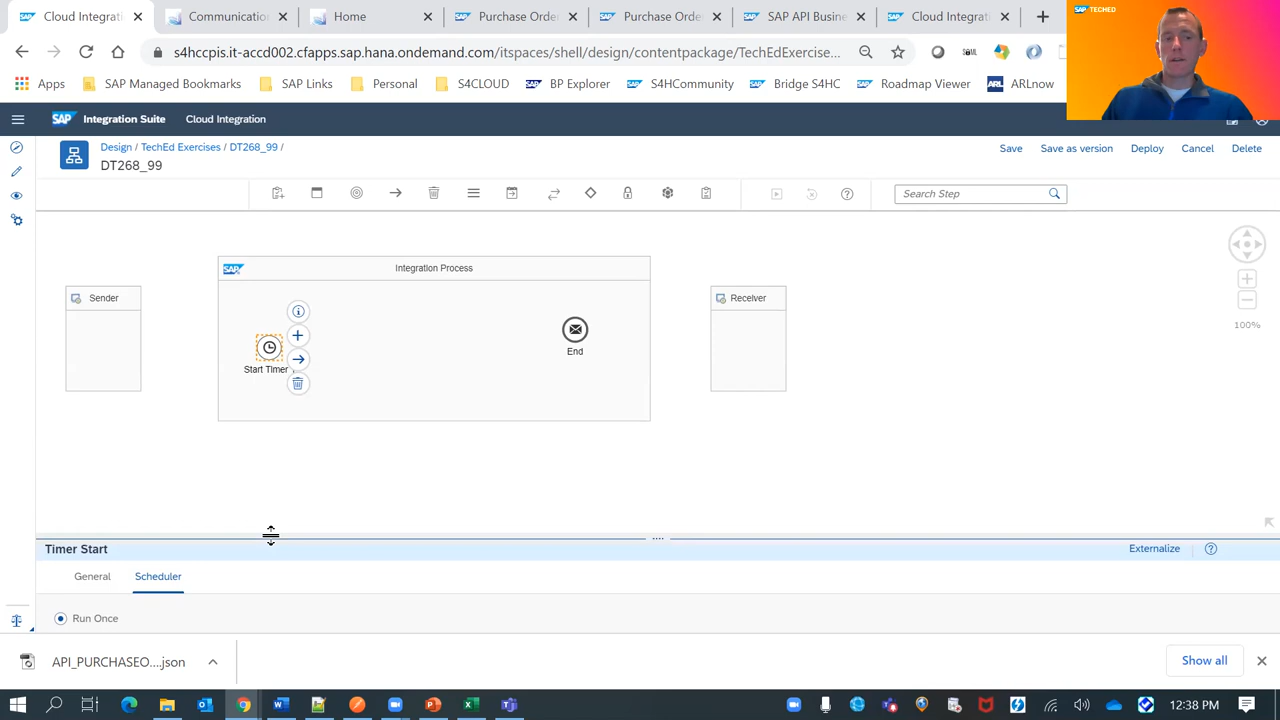 Cloud Integrati
Communication
Home
Purchase Orde
Purchase Orde
SAP API Busine
Cloud Integrati
SAP TECHED
s4hccpis.it-accd002.cfapps.sap.hana.ondemand.com/itspaces/shell/design/contentpackage/TechEdExercise...
Apps
SAP Managed Bookmarks
SAP Links
Personal
S4CLOUD
BP Explorer
S4HCommunity
Bridge S4HC
Roadmap Viewer
ARL
ARLnow
SAP
Integration Suite
Cloud Integration
Design / TechEd Exercises / DT268_99 /
DT268_99
Save
Save as version
Deploy
Cancel
Delete
Search Step
SAP
Integration Process
Sender
Receiver
Start Timer
End
100%
Timer Start
Externalize
General
Scheduler
Run Once
API_PURCHASEO....json
Show all
12:38 PM